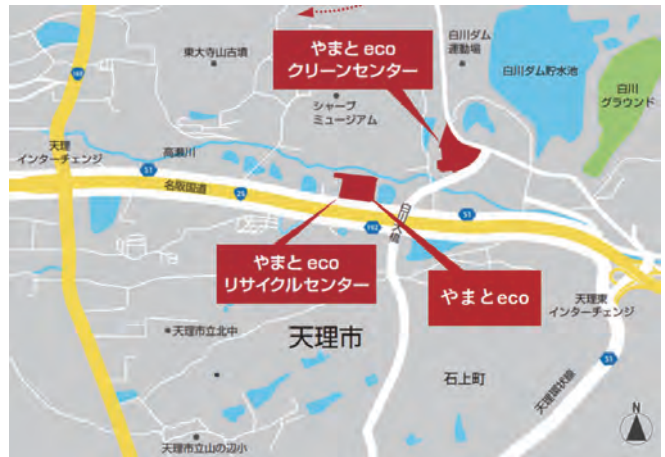 東大寺山古墳
やまと eco
クリーンセンター
白川ダム
運動場
白川ダム貯水池
白川
グラウンド
シャープ
ミュージアム
169
天理
インターチェンジ
高瀬川
51
名阪国道
25
192
51
白川大橋
やまと eco
リサイクルセンター
やまとeco
天理東
インターチェンジ
天理市立北中
天理市
石上町
天理環状線
51
天理市立山の辺小
N